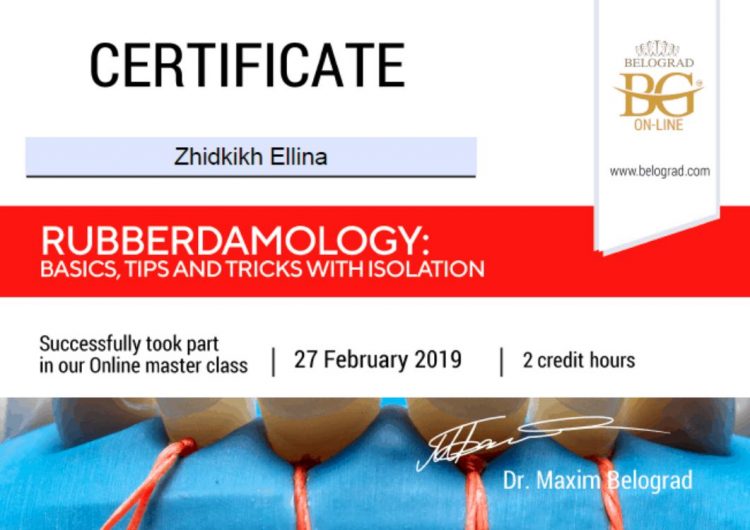 CERTIFICATE
BELOGRAD
BG
ON-LINE
www.belograd.com
Zhidkikh Ellina
RUBBERDAMOLOGY:
BASICS, TIPS AND TRICKS WITH ISOLATION
Successfully took part
in our Online master class
27 February 2019
2 credit hours
Dr. Maxim Belograd